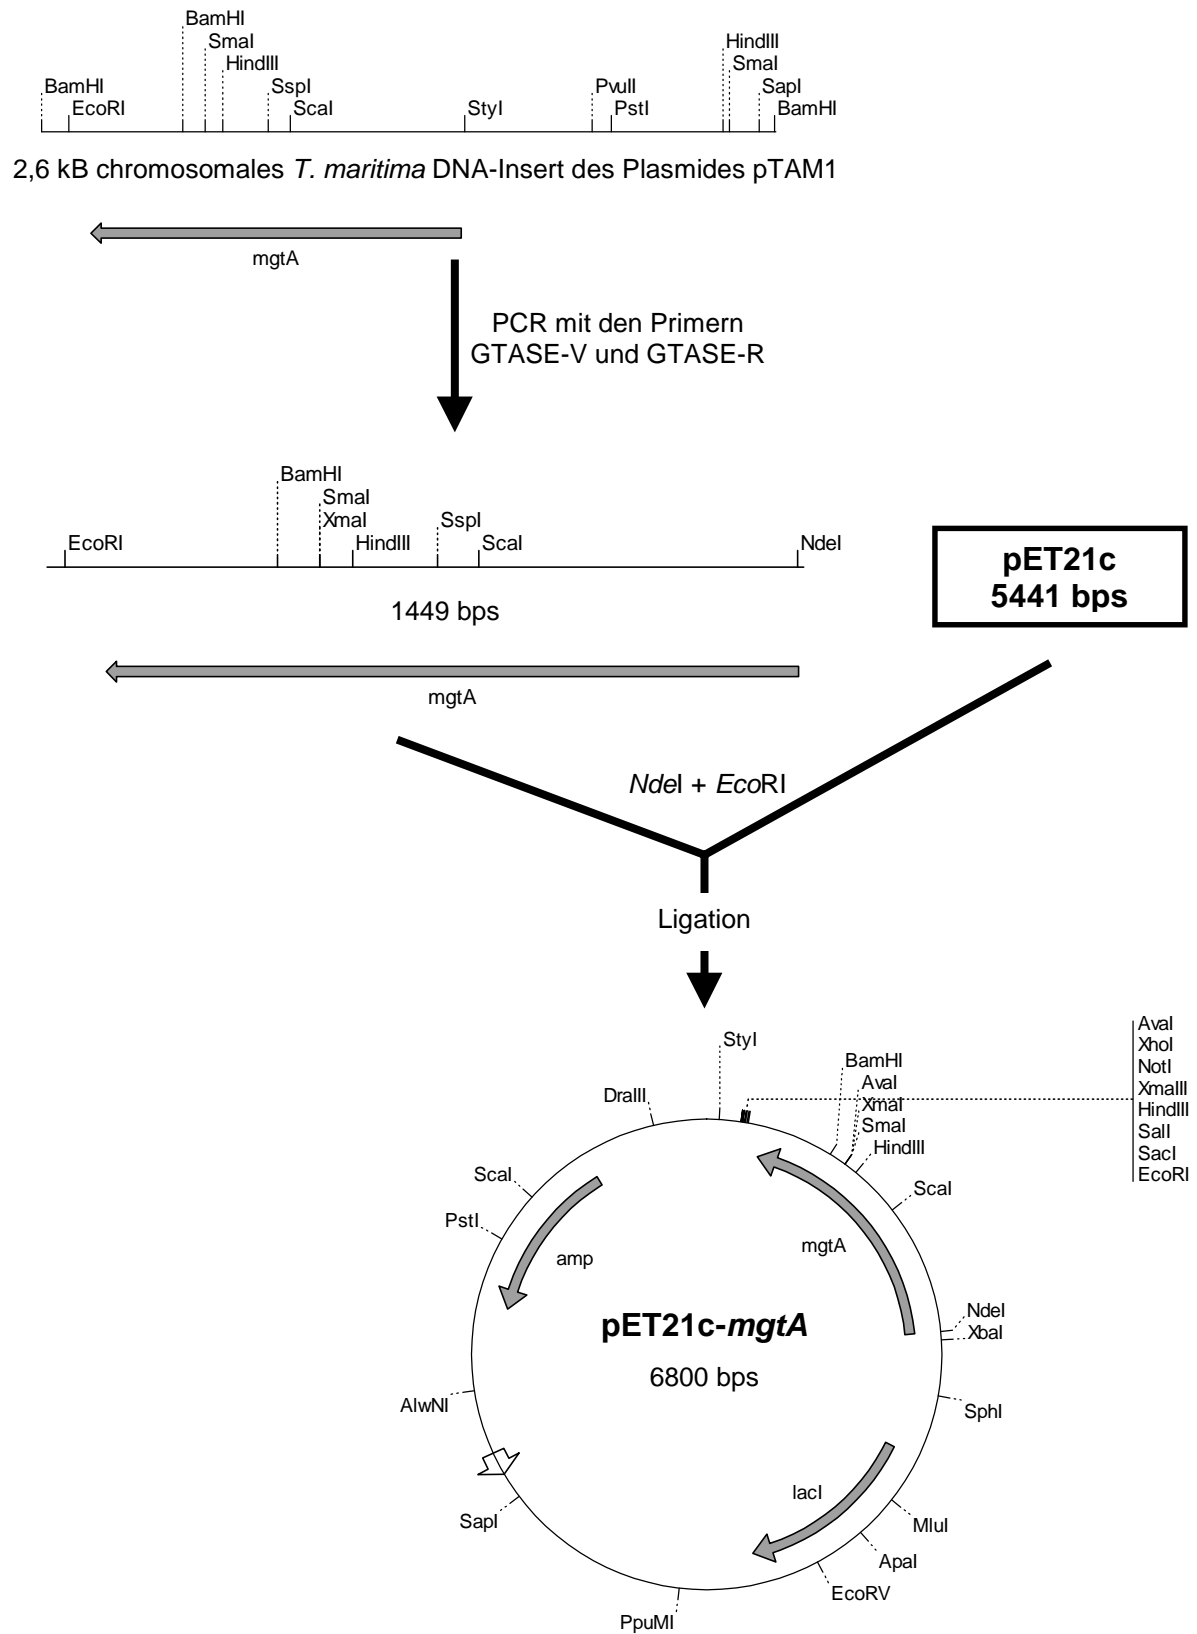 BamHI
SmaI
HindIII
HindIII
SmaI
BamHI
SspI
PvuII
SapI
EcoRI
ScaI
StyI
PstI
BamHI
2,6 kB chromosomales T. maritima DNA-Insert des Plasmides pTAM1
mgtA
PCR mit den Primern
GTASE-V und GTASE-R
BamHI
SmaI
XmaI
SspI
EcoRI
HindIII
ScaI
NdeI
1449 bps
pET21c
5441 bps
mgtA
NdeI + EcoRI
Ligation
StyI
BamHI
AvaI
XmaI
SmaI
HindIII
AvaI
XhoI
NotI
XmaIII
HindIII
SalI
SacI
EcoRI
DraIII
ScaI
ScaI
PstI
mgtA
amp
NdeI
XbaI
pET21c-mgtA
6800 bps
AlwNI
SphI
lacI
SapI
MluI
ApaI
EcoRV
PpuMI